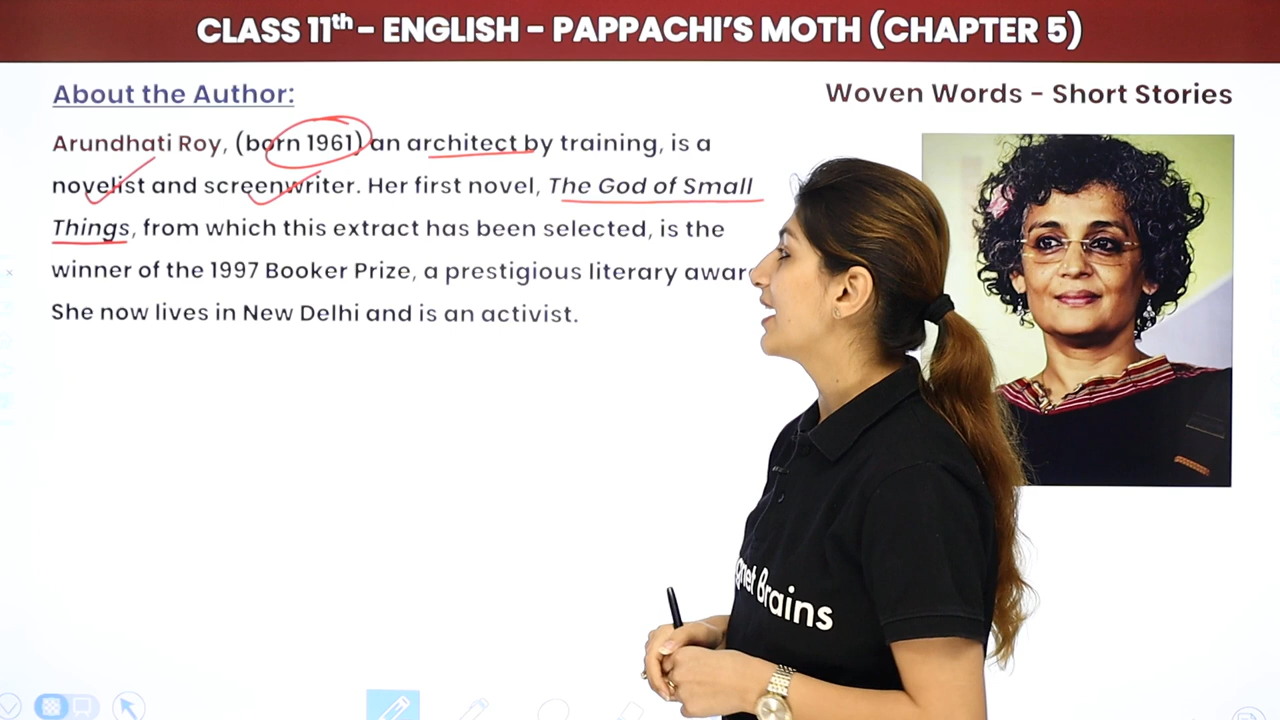 CLASS 11th - ENGLISH - PAPPACHI'S MOTH (CHAPTER 5)
About the Author:
Woven Words - Short Stories
Arundhati Roy, (born 1961) an architect by training, is a
novelist and screenwriter. Her first novel, The God of Small
Things, from which this extract has been selected, is the
winner of the 1997 Booker Prize, a prestigious literary
She now lives in New Delhi and is an activist.
Brains